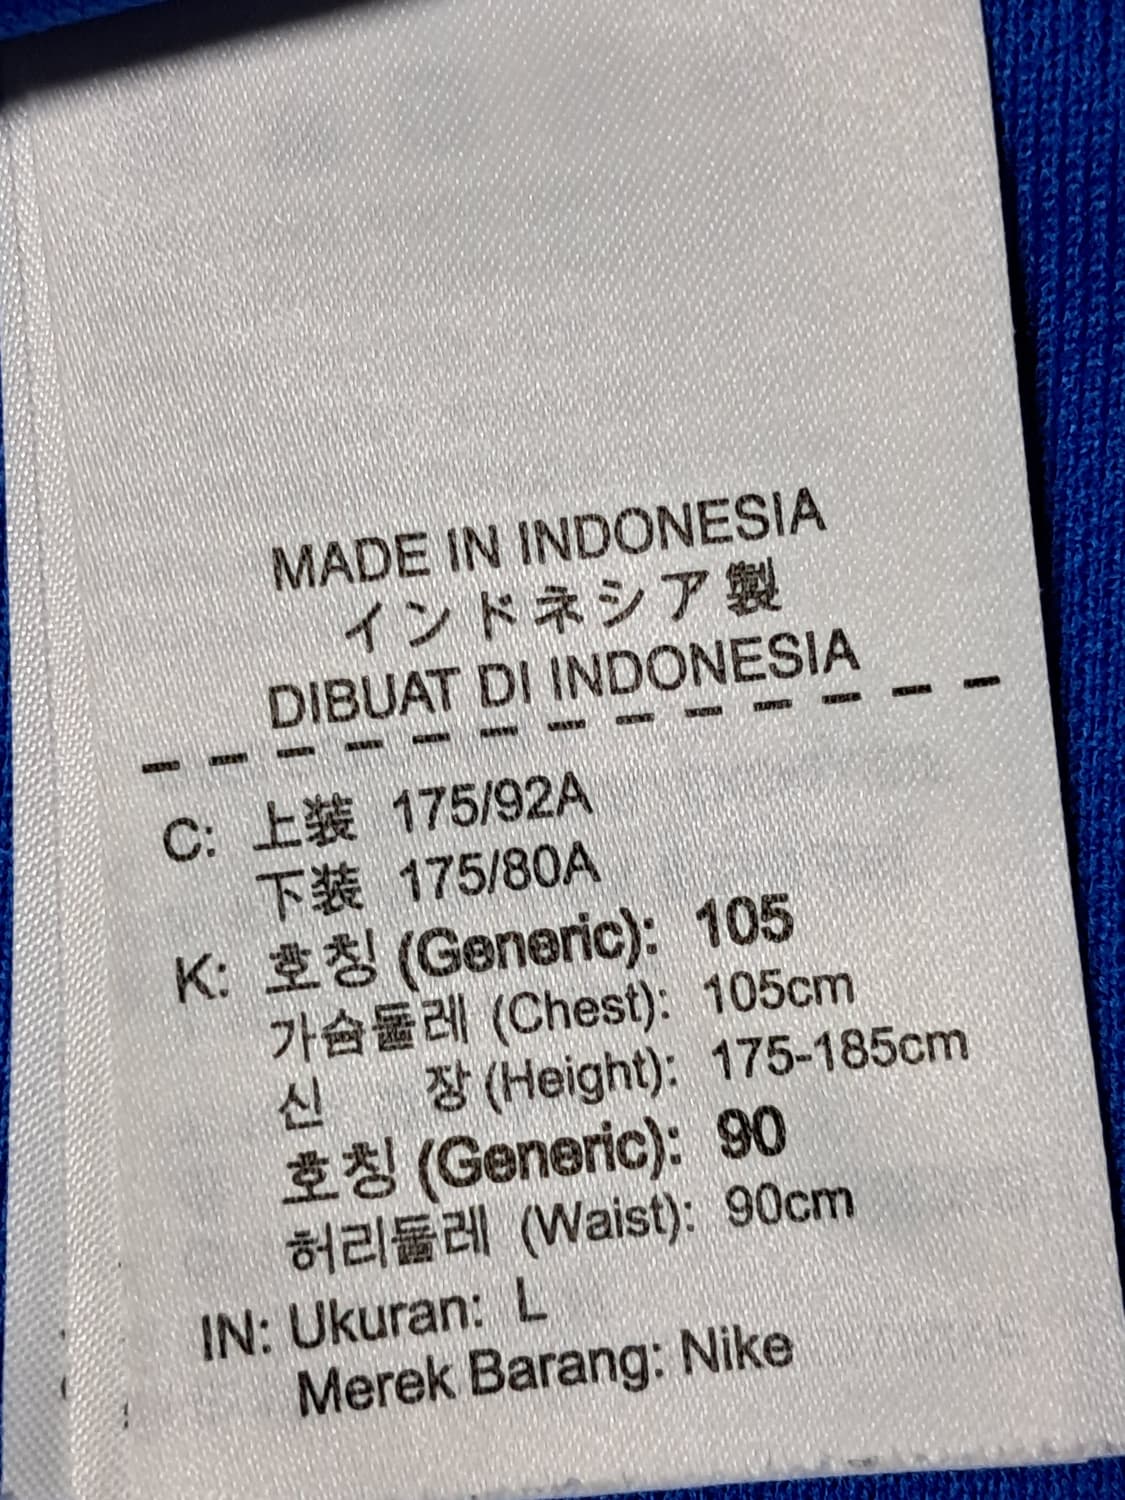 MADE IN INDONESIA
インドネシア製
DIBUAT DI INDONESIA
C: 上装 175/92A
下装 175/80A
K: 호칭 (Generic): 105
가슴둘레 (Chest): 105cm
신 장 (Height): 175-185cm
호칭 (Generic): 90
허리둘레 (Waist): 90cm
IN: Ukuran: L
Merek Barang: Nike